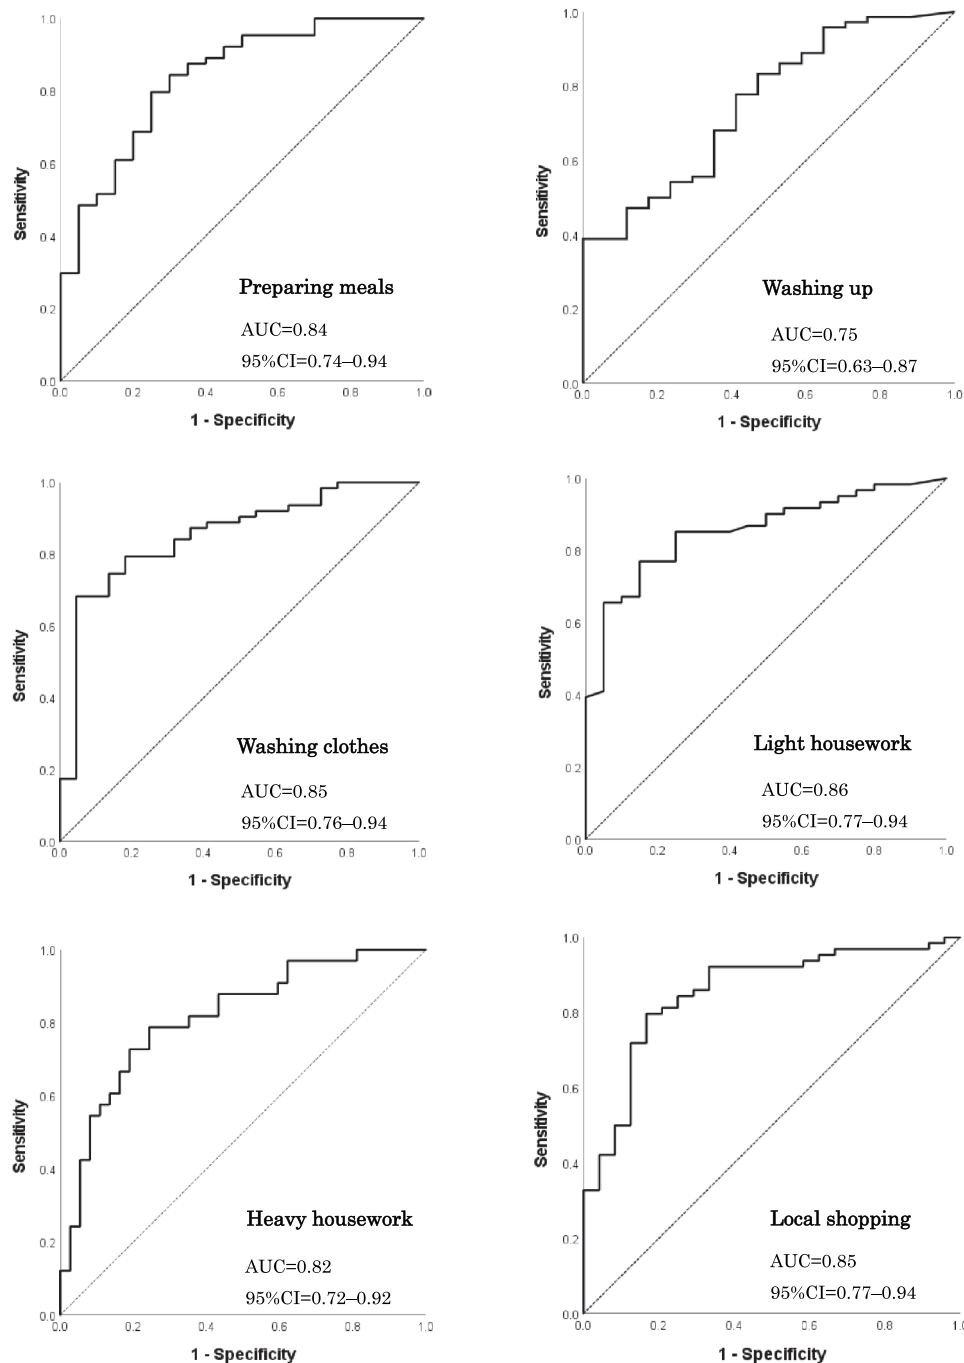 1.0
0.8
0.6
0.4
0.2
0.0
Sensitivity
Preparing meals
AUC=0.84
95%CI=0.74–0.94
0.0 0.2 0.4 0.6 0.8 1.0
1 - Specificity
1.0
0.8
0.6
0.4
0.2
0.0
Sensitivity
Washing up
AUC=0.75
95%CI=0.63–0.87
0.0 0.2 0.4 0.6 0.8 1.0
1 - Specificity
1.0
0.8
0.6
0.4
0.2
0.0
Sensitivity
Washing clothes
AUC=0.85
95%CI=0.76–0.94
0.0 0.2 0.4 0.6 0.8 1.0
1 - Specificity
1.0
0.8
0.6
0.4
0.2
0.0
Sensitivity
Light housework
AUC=0.86
95%CI=0.77–0.94
0.0 0.2 0.4 0.6 0.8 1.0
1 - Specificity
1.0
0.8
0.6
0.4
0.2
0.0
Sensitivity
Heavy housework
AUC=0.82
95%CI=0.72–0.92
0.0 0.2 0.4 0.6 0.8 1.0
1 - Specificity
1.0
0.8
0.6
0.4
0.2
0.0
Sensitivity
Local shopping
AUC=0.85
95%CI=0.77–0.94
0.0 0.2 0.4 0.6 0.8 1.0
1 - Specificity